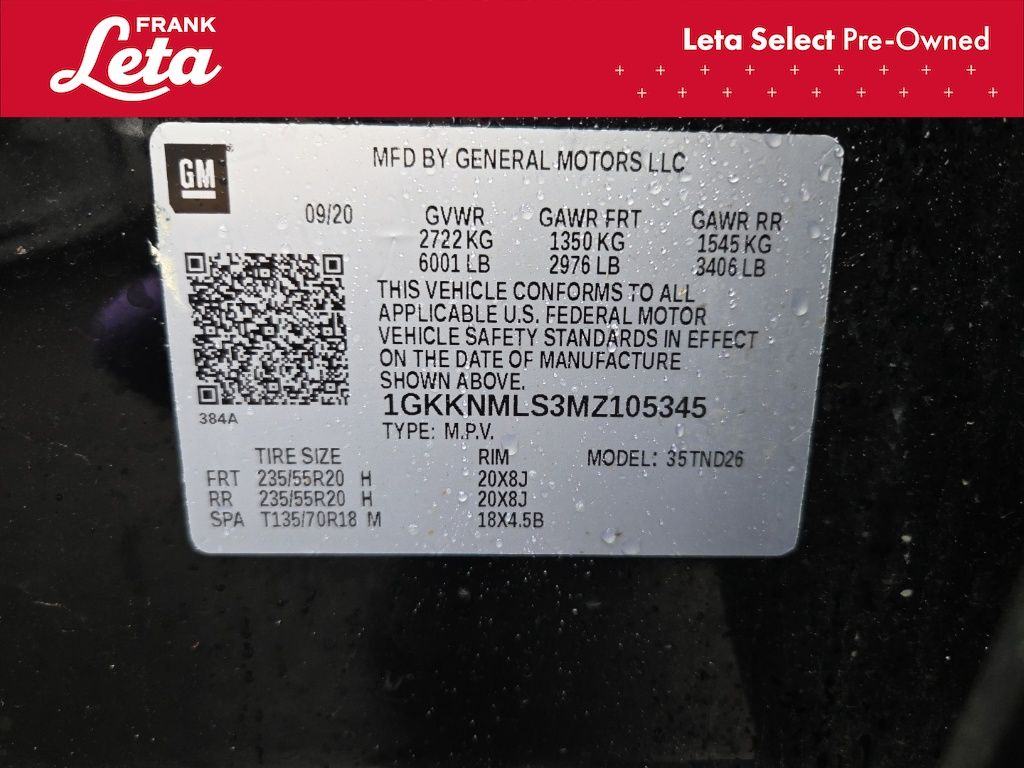 FRANK
Leta
Leta Select Pre-Owned
GM
MFD BY GENERAL MOTORS LLC
09/20 GVWR GAWR FRT GAWR RR
2722 KG 1350 KG 1545 KG
6001 LB 2976 LB 3406 LB
THIS VEHICLE CONFORMS TO ALL
APPLICABLE U.S. FEDERAL MOTOR
VEHICLE SAFETY STANDARDS IN EFFECT
ON THE DATE OF MANUFACTURE
SHOWN ABOVE.
1GKKNMLS3MZ105345
384A
TYPE: M.P.V.
TIRE SIZE RIM MODEL: 35TND26
FRT 235/55R20 H 20X8J
RR 235/55R20 H 20X8J
SPA T135/70R18 M 18X4.5B